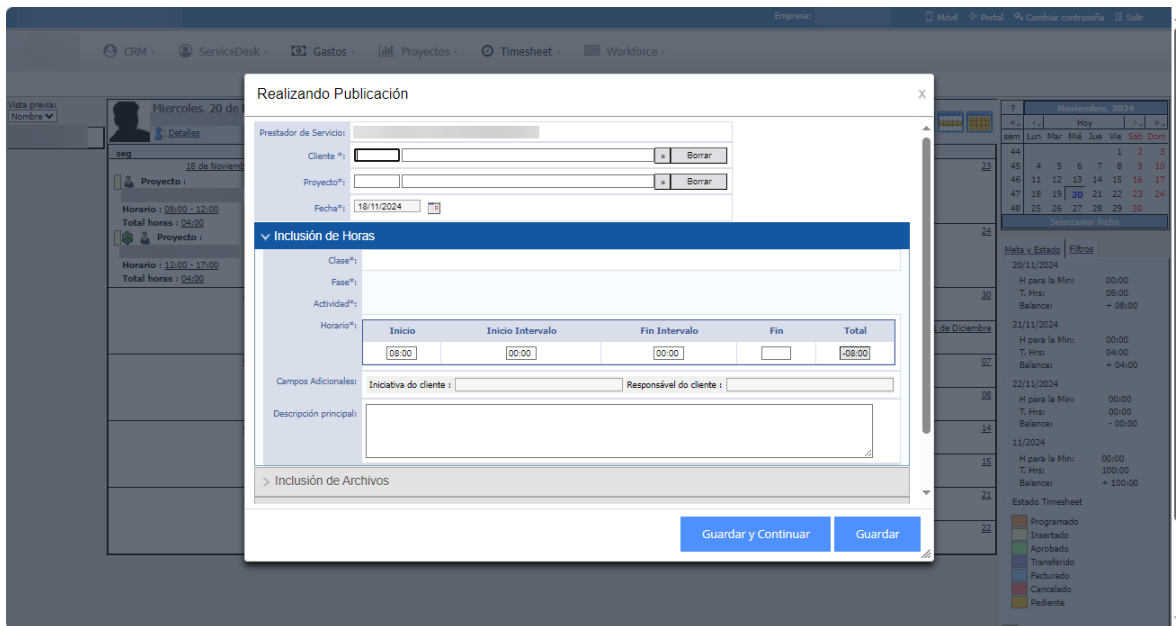 Empresa:
Móvil Portal Cambiar contraseña Salir
CRM - ServiceDesk - Gastos - Proyectos - Timesheet - Workforce -
Vista previa:
Nombre
Miercoles. 20 de
Detalles
seg
18 de Noviemb
Proyecto :
Horario : 08:00 - 12:00
Total horas : 04:00
Proyecto :
Horario : 12:00 - 17:00
Total horas : 04:00
Realizando Publicación
x
Prestador de Servicio:
Cliente *: » Borrar
Proyecto*: » Borrar
Fecha*: 18/11/2024
Inclusión de Horas
Clase*:
Fase*:
Actividad*:
Horario*:
Inicio Inicio Intervalo Fin Intervalo Fin Total
08:00 00:00 00:00 -08:00
Campos Adicionales: Iniciativa do cliente : Responsável do cliente :
Descripción principal:
> Inclusión de Archivos
Guardar y Continuar Guardar
23
24
30
1 de Diciembre
07
08
14
15
21
22
? Noviembre, 2024
«. ‹. Hoy ›. ».
sem Lun Mar Mié Jue Vie Sáb Dom
44 1 2 3
45 4 5 6 7 8 9 10
46 11 12 13 14 15 16 17
47 18 19 20 21 22 23 24
48 25 26 27 28 29 30
Seleccionar fecha
Meta y Estado Filtros
20/11/2024
H para la Min: 00:00
T. Hrs: 08:00
Balance: + 08:00
21/11/2024
H para la Min: 00:00
T. Hrs: 04:00
Balance: + 04:00
22/11/2024
H para la Min: 00:00
T. Hrs: 00:00
Balance: - 00:00
11/2024
H para la Min: 00:00
T. Hrs: 100:00
Balance: + 100:00
Estado Timesheet
Programado
Insertado
Aprobado
Transferido
Facturado
Cancelado
Pediente